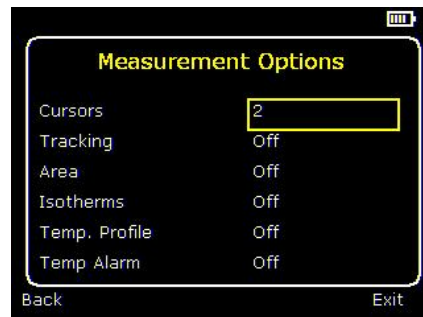 Measurement Options
Cursors 2
Tracking Off
Area Off
Isotherms Off
Temp. Profile Off
Temp Alarm Off
Back Exit